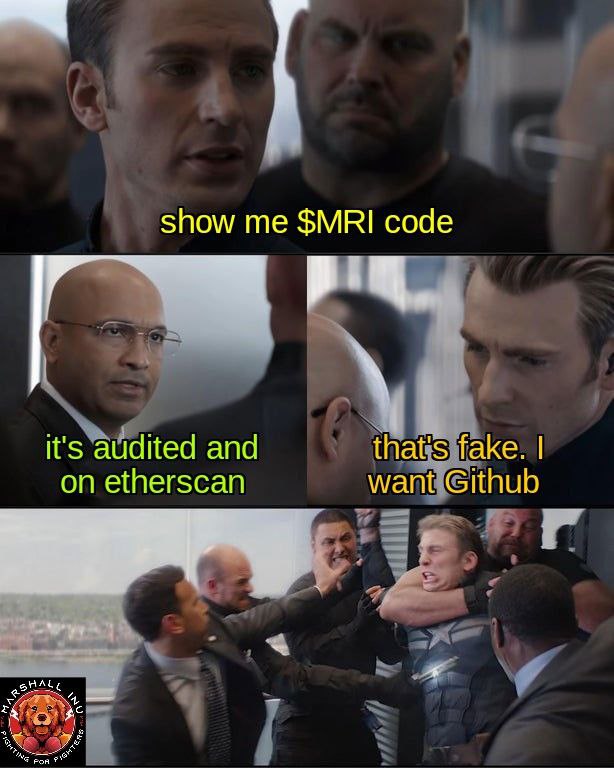 show me $MRI code
it's audited and
on etherscan
that's fake. I
want Github
MARSHALL INU
FIGHTING FOR FIGHTERS